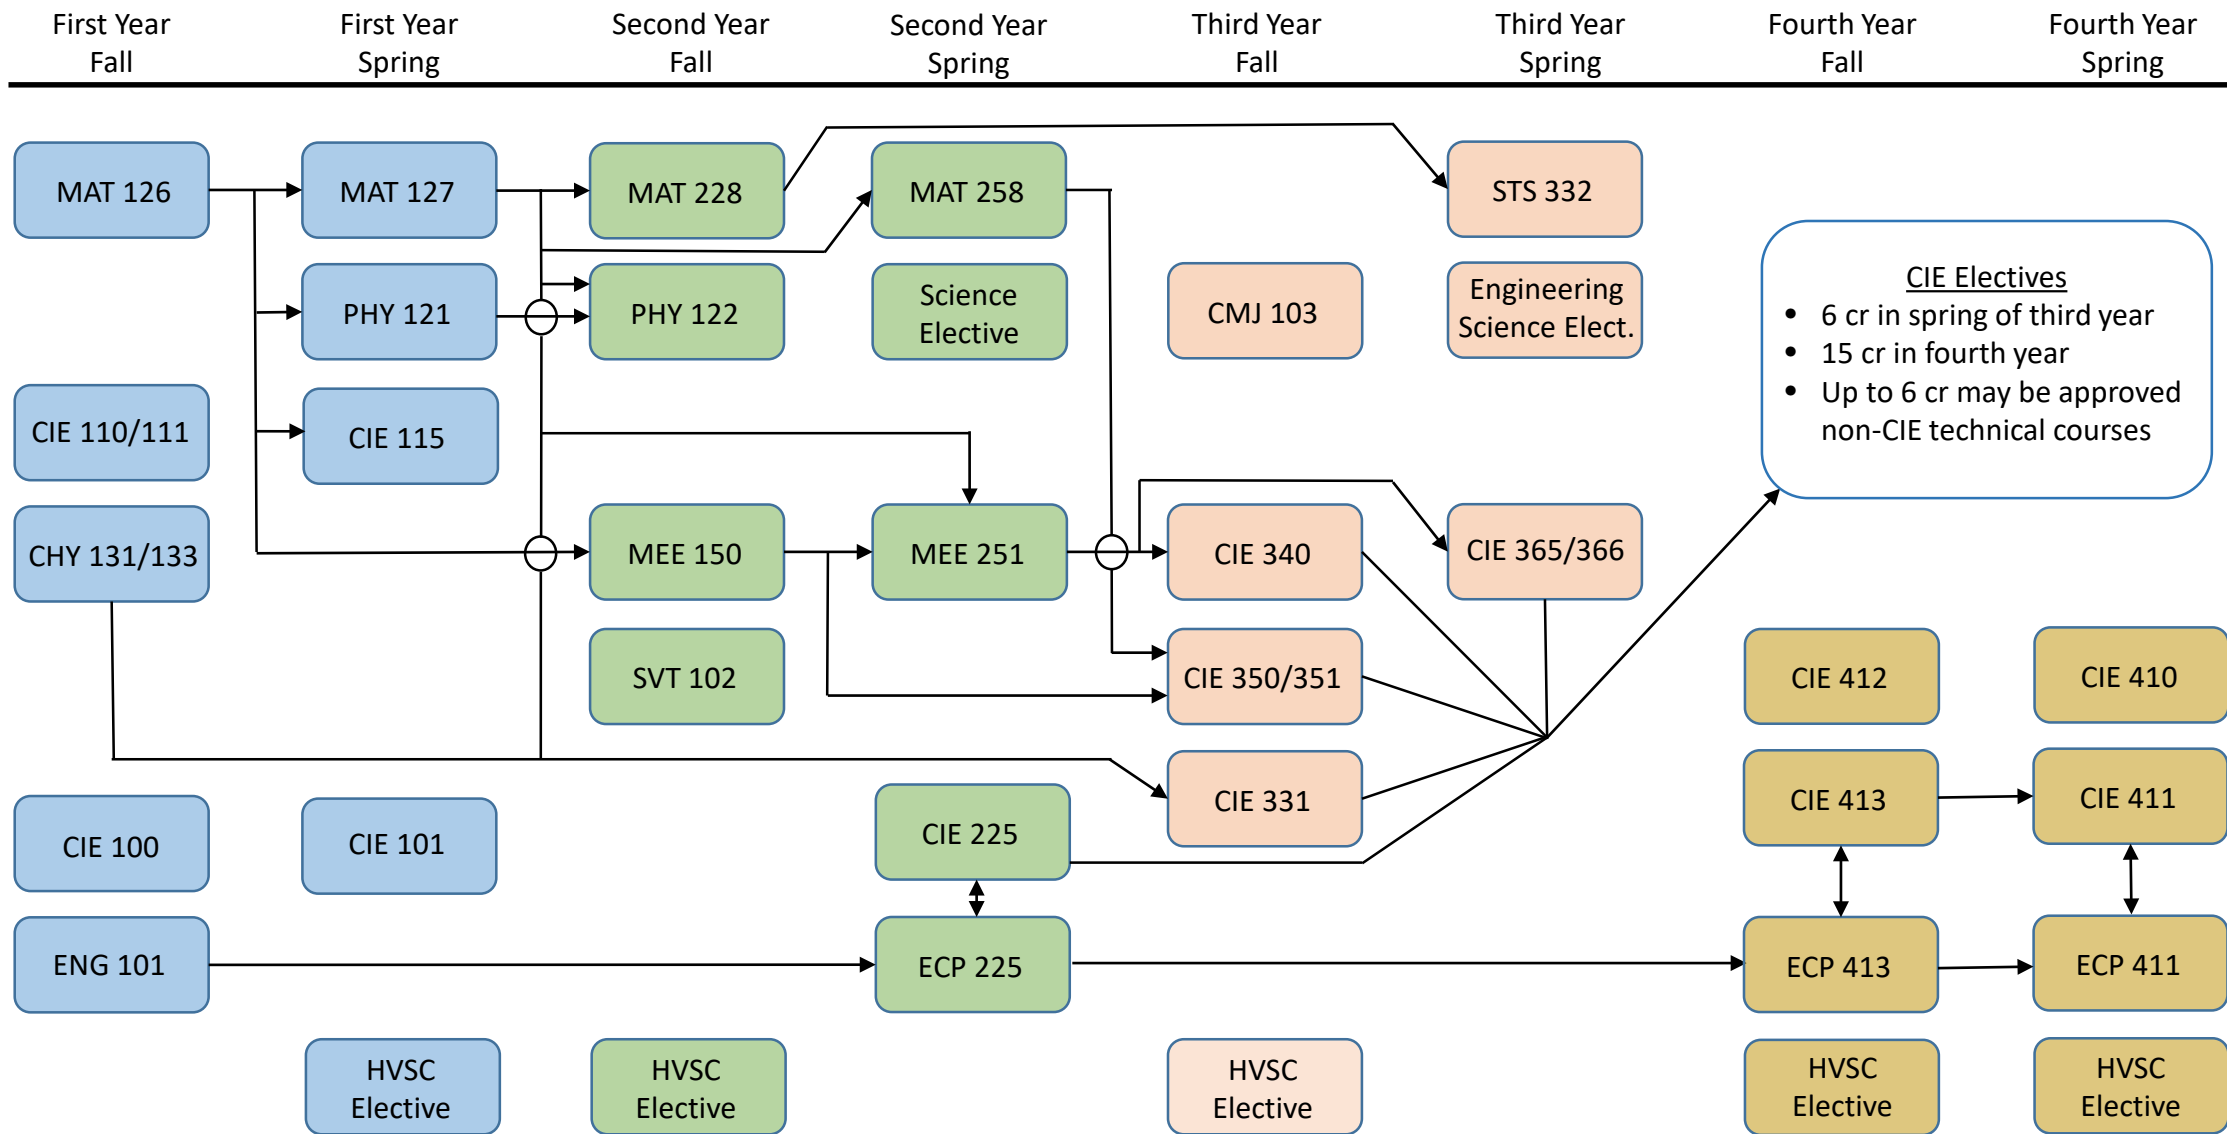 First Year
Fall
First Year
Spring
Second Year
Fall
Second Year
Spring
Third Year
Fall
Third Year
Spring
Fourth Year
Fall
Fourth Year
Spring
MAT 126
MAT 127
MAT 228
MAT 258
STS 332
PHY 121
PHY 122
Science
Elective
CMJ 103
Engineering
Science Elect.
CIE Electives
• 6 cr in spring of third year
• 15 cr in fourth year
• Up to 6 cr may be approved
non-CIE technical courses
CIE 110/111
CIE 115
CHY 131/133
MEE 150
MEE 251
CIE 340
CIE 365/366
SVT 102
CIE 350/351
CIE 412
CIE 410
CIE 331
CIE 413
CIE 411
CIE 100
CIE 101
CIE 225
ENG 101
ECP 225
ECP 413
ECP 411
HVSC
Elective
HVSC
Elective
HVSC
Elective
HVSC
Elective
HVSC
Elective